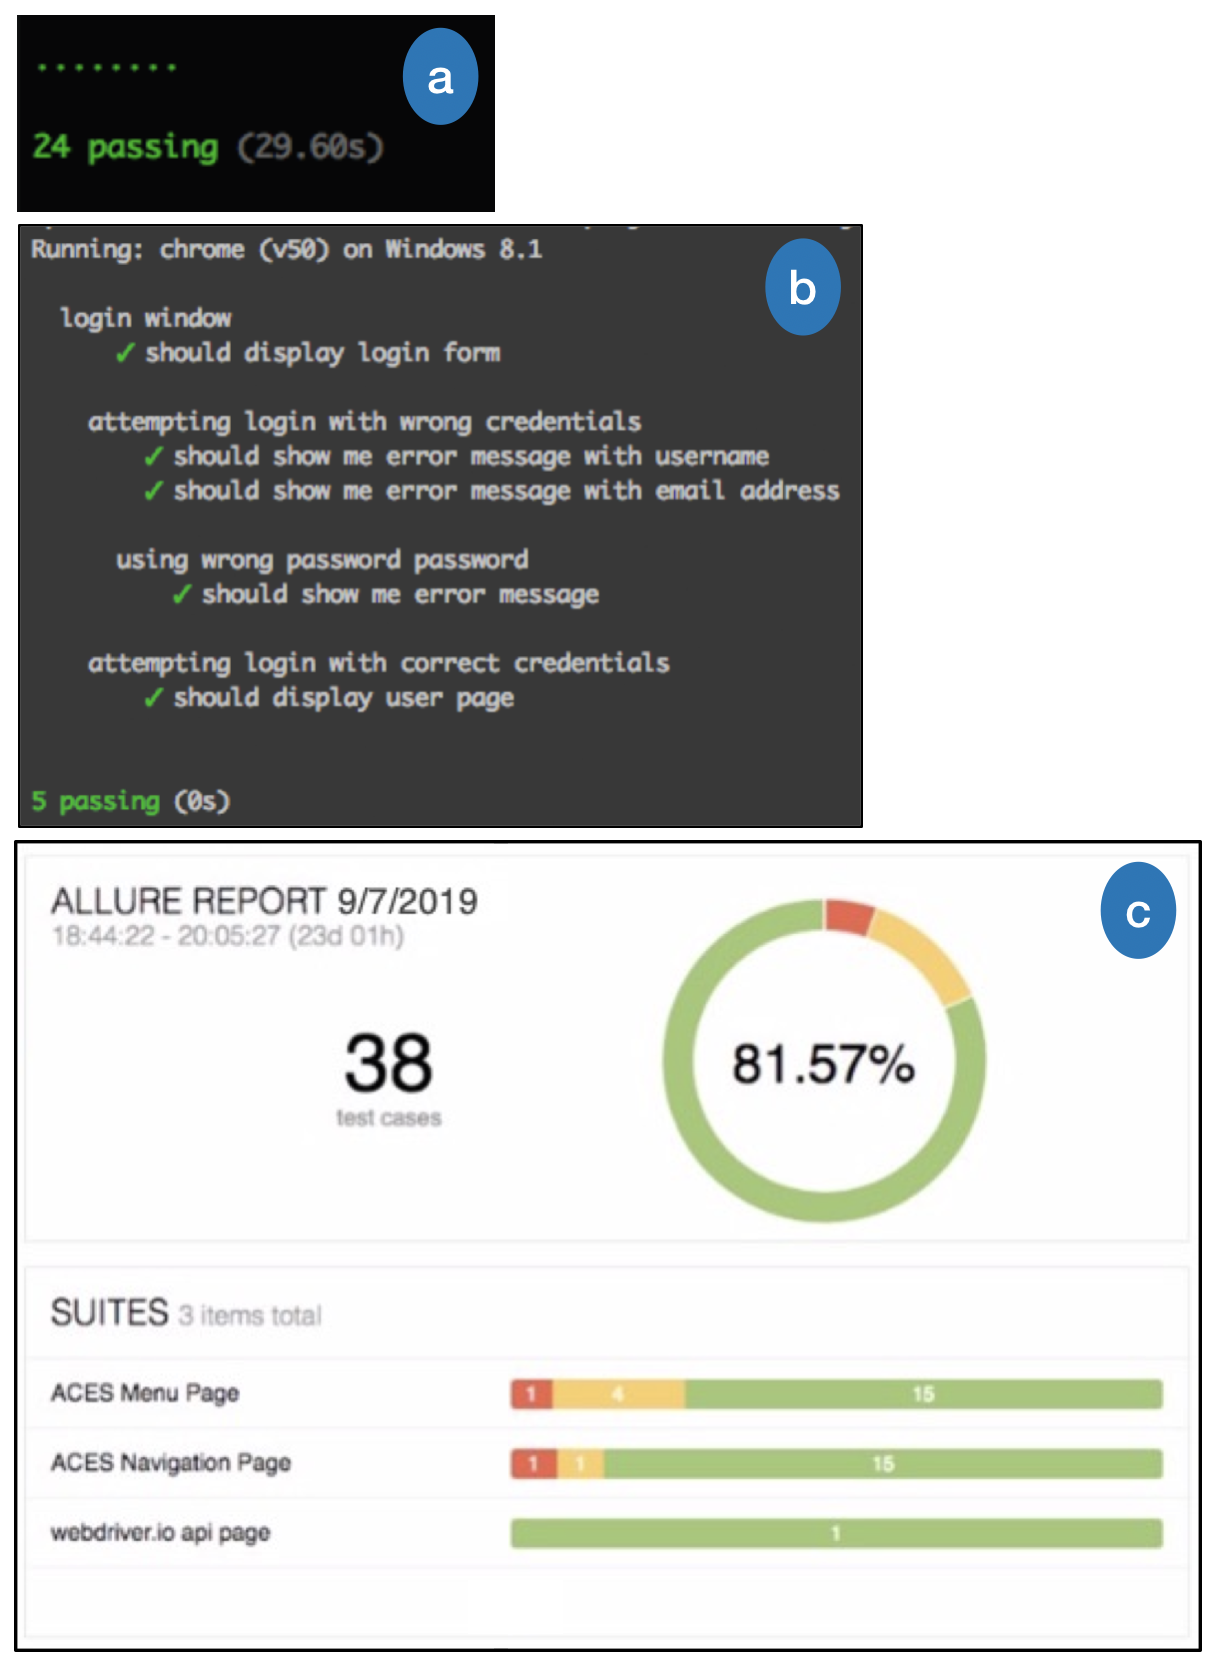 a
........
24 passing (29.60s)
Running: chrome (v50) on Windows 8.1
b
login window
✓ should display login form
attempting login with wrong credentials
✓ should show me error message with username
✓ should show me error message with email address
using wrong password password
✓ should show me error message
attempting login with correct credentials
✓ should display user page
5 passing (0s)
c
ALLURE REPORT 9/7/2019
18:44:22 - 20:05:27 (23d 01h)
38
test cases
81.57%
SUITES 3 items total
ACES Menu Page 1 4 15
ACES Navigation Page 1 1 15
webdriver.io api page 1